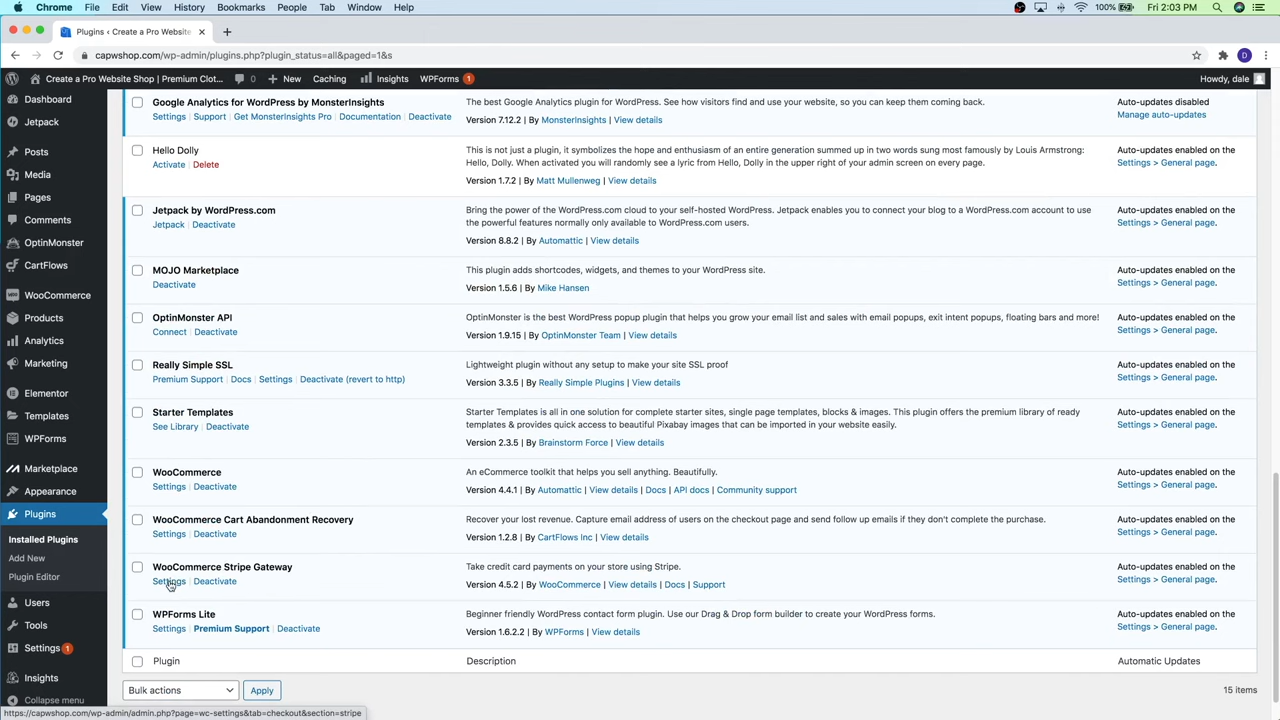 Chrome File Edit View History Bookmarks People Tab Window Help 100% Fri 2:03 PM
Plugins ‹ Create a Pro Website
capwshop.com/wp-admin/plugins.php?plugin_status=all&paged=1&s
Create a Pro Website Shop | Premium Clot... 0 New Caching Insights WPForms 1 Howdy, dale
Dashboard
Jetpack
Posts
Media
Pages
Comments
OptinMonster
CartFlows
WooCommerce
Products
Analytics
Marketing
Elementor
Templates
WPForms
Marketplace
Appearance
Plugins
Installed Plugins
Add New
Plugin Editor
Users
Tools
Settings 1
Insights
Collapse menu
Google Analytics for WordPress by MonsterInsights
Settings | Support | Get MonsterInsights Pro | Documentation | Deactivate
The best Google Analytics plugin for WordPress. See how visitors find and use your website, so you can keep them coming back.
Version 7.12.2 | By MonsterInsights | View details
Auto-updates disabled
Manage auto-updates
Hello Dolly
Activate | Delete
This is not just a plugin, it symbolizes the hope and enthusiasm of an entire generation summed up in two words sung most famously by Louis Armstrong:
Hello, Dolly. When activated you will randomly see a lyric from Hello, Dolly in the upper right of your admin screen on every page.
Version 1.7.2 | By Matt Mullenweg | View details
Auto-updates enabled on the
Settings > General page.
Jetpack by WordPress.com
Jetpack | Deactivate
Bring the power of the WordPress.com cloud to your self-hosted WordPress. Jetpack enables you to connect your blog to a WordPress.com account to use
the powerful features normally only available to WordPress.com users.
Version 8.8.2 | By Automattic | View details
Auto-updates enabled on the
Settings > General page.
MOJO Marketplace
Deactivate
This plugin adds shortcodes, widgets, and themes to your WordPress site.
Version 1.5.6 | By Mike Hansen
Auto-updates enabled on the
Settings > General page.
OptinMonster API
Connect | Deactivate
OptinMonster is the best WordPress popup plugin that helps you grow your email list and sales with email popups, exit intent popups, floating bars and more!
Version 1.9.15 | By OptinMonster Team | View details
Auto-updates enabled on the
Settings > General page.
Really Simple SSL
Premium Support | Docs | Settings | Deactivate (revert to http)
Lightweight plugin without any setup to make your site SSL proof
Version 3.3.5 | By Really Simple Plugins | View details
Auto-updates enabled on the
Settings > General page.
Starter Templates
See Library | Deactivate
Starter Templates is all in one solution for complete starter sites, single page templates, blocks & images. This plugin offers the premium library of ready
templates & provides quick access to beautiful Pixabay images that can be imported in your website easily.
Version 2.3.5 | By Brainstorm Force | View details
Auto-updates enabled on the
Settings > General page.
WooCommerce
Settings | Deactivate
An eCommerce toolkit that helps you sell anything. Beautifully.
Version 4.4.1 | By Automattic | View details | Docs | API docs | Community support
Auto-updates enabled on the
Settings > General page.
WooCommerce Cart Abandonment Recovery
Settings | Deactivate
Recover your lost revenue. Capture email address of users on the checkout page and send follow up emails if they don't complete the purchase.
Version 1.2.8 | By CartFlows Inc | View details
Auto-updates enabled on the
Settings > General page.
WooCommerce Stripe Gateway
Settings | Deactivate
Take credit card payments on your store using Stripe.
Version 4.5.2 | By WooCommerce | View details | Docs | Support
Auto-updates enabled on the
Settings > General page.
WPForms Lite
Settings | Premium Support | Deactivate
Beginner friendly WordPress contact form plugin. Use our Drag & Drop form builder to create your WordPress forms.
Version 1.6.2.2 | By WPForms | View details
Auto-updates enabled on the
Settings > General page.
Plugin Description Automatic Updates
Bulk actions Apply 15 items
https://capwshop.com/wp-admin/admin.php?page=wc-settings&tab=checkout&section=stripe